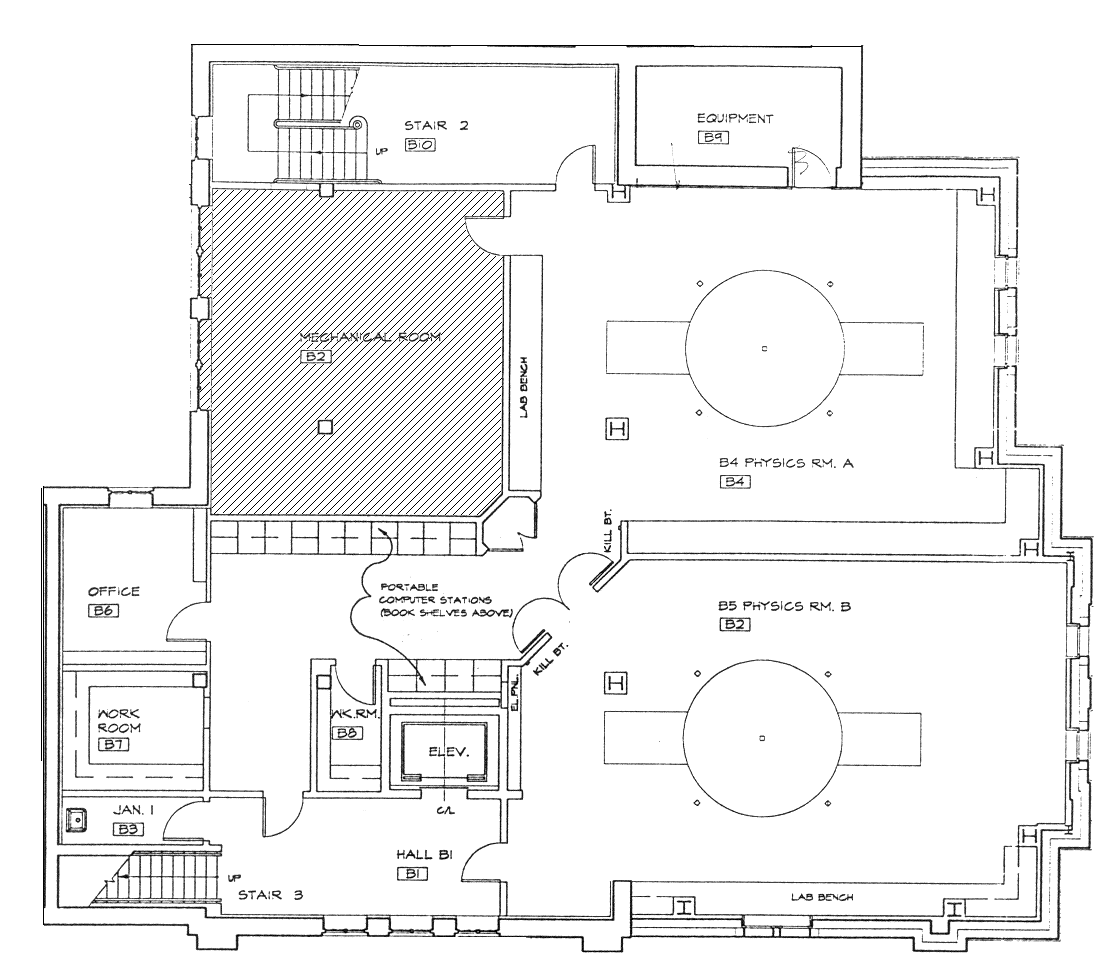 STAIR 2
B10
UP
EQUIPMENT
B9
MECHANICAL ROOM
B2
LAB BENCH
B4 PHYSICS RM. A
B4
KILL BT.
PORTABLE
COMPUTER STATIONS
(BOOK SHELVES ABOVE)
OFFICE
B6
B5 PHYSICS RM. B
B2
KILL BT.
EL.PNL.
WORK
ROOM
B7
WK.RM.
B8
ELEV.
C/L
JAN. 1
B3
HALL B1
B1
UP
STAIR 3
LAB BENCH